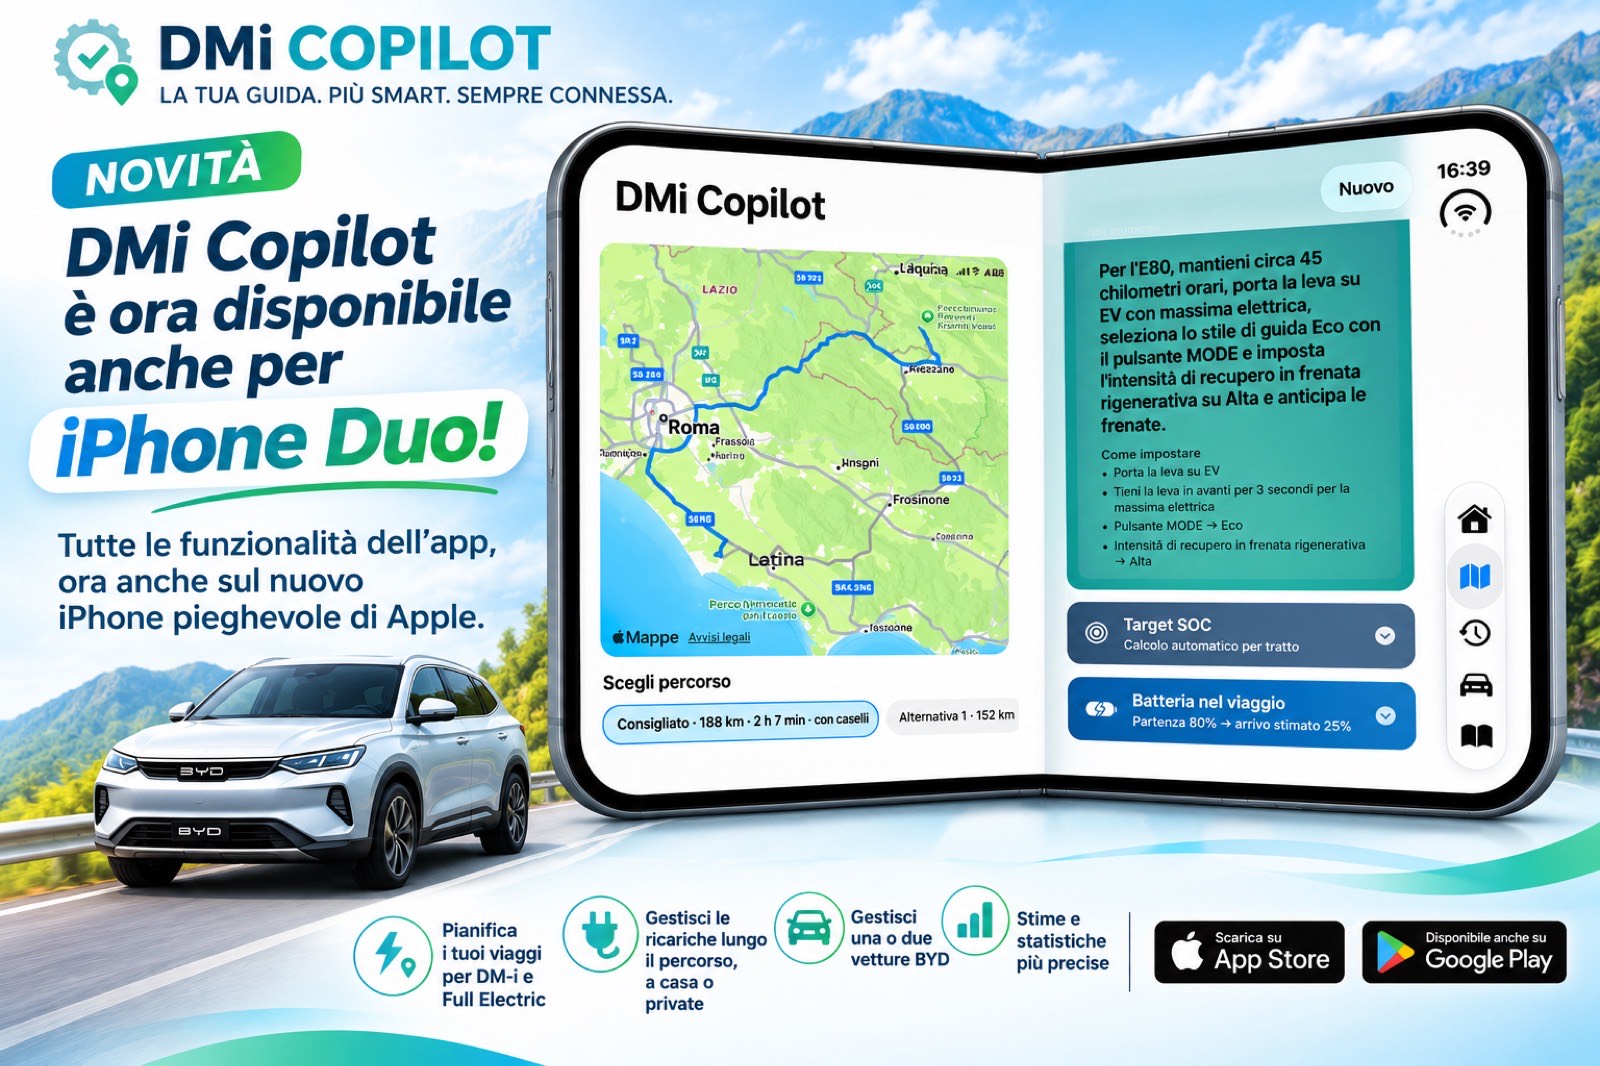 DMi COPILOT
LA TUA GUIDA. PIÙ SMART. SEMPRE CONNESSA.
NOVITÀ
DMi Copilot
è ora disponibile
anche per
iPhone Duo!
Tutte le funzionalità dell'app,
ora anche sul nuovo
iPhone pieghevole di Apple.
BYD
BYD
DMi Copilot
LAZIO
Roma
Frosinone
Latina
Mappe
Avvisi legali
Scegli percorso
Consigliato · 188 km · 2 h 7 min · con caselli
Alternativa 1 · 152 km
Nuovo
16:39
Per l'E80, mantieni circa 45
chilometri orari, porta la leva su
EV con massima elettrica,
seleziona lo stile di guida Eco con
il pulsante MODE e imposta
l'intensità di recupero in frenata
rigenerativa su Alta e anticipa le
frenate.
Come impostare
• Porta la leva su EV
• Tieni la leva in avanti per 3 secondi per la
massima elettrica
• Pulsante MODE → Eco
• Intensità di recupero in frenata rigenerativa
→ Alta
Target SOC
Calcolo automatico per tratto
Batteria nel viaggio
Partenza 80% → arrivo stimato 25%
Pianifica
i tuoi viaggi
per DM-i e
Full Electric
Gestisci le
ricariche lungo
il percorso,
a casa o
private
Gestisci
una o due
vetture BYD
Stime e
statistiche
più precise
Scarica su
App Store
Disponibile anche su
Google Play